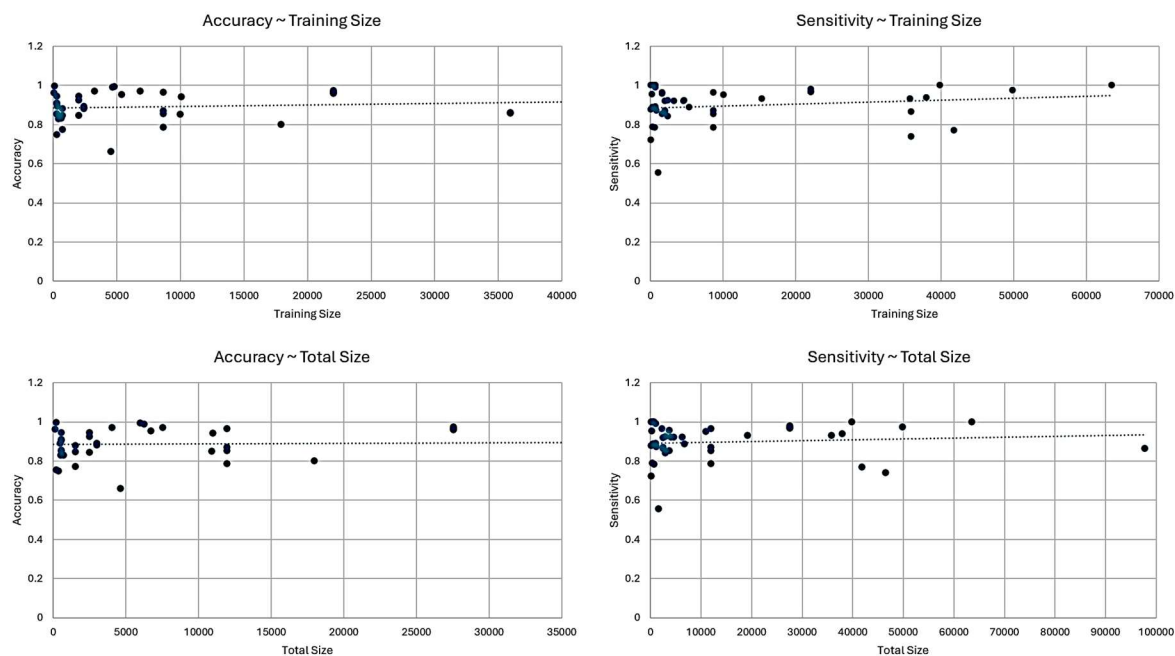 Accuracy ~ Training Size
1.2
1
0.8
0.6
0.4
0.2
0
Accuracy
0 5000 10000 15000 20000 25000 30000 35000 40000
Training Size
Sensitivity ~ Training Size
1.2
1
0.8
0.6
0.4
0.2
0
Sensitivity
0 10000 20000 30000 40000 50000 60000 70000
Training Size
Accuracy ~ Total Size
1.2
1
0.8
0.6
0.4
0.2
0
Accuracy
0 5000 10000 15000 20000 25000 30000 35000
Total Size
Sensitivity ~ Total Size
1.2
1
0.8
0.6
0.4
0.2
0
Sensitivity
0 10000 20000 30000 40000 50000 60000 70000 80000 90000 100000
Total Size